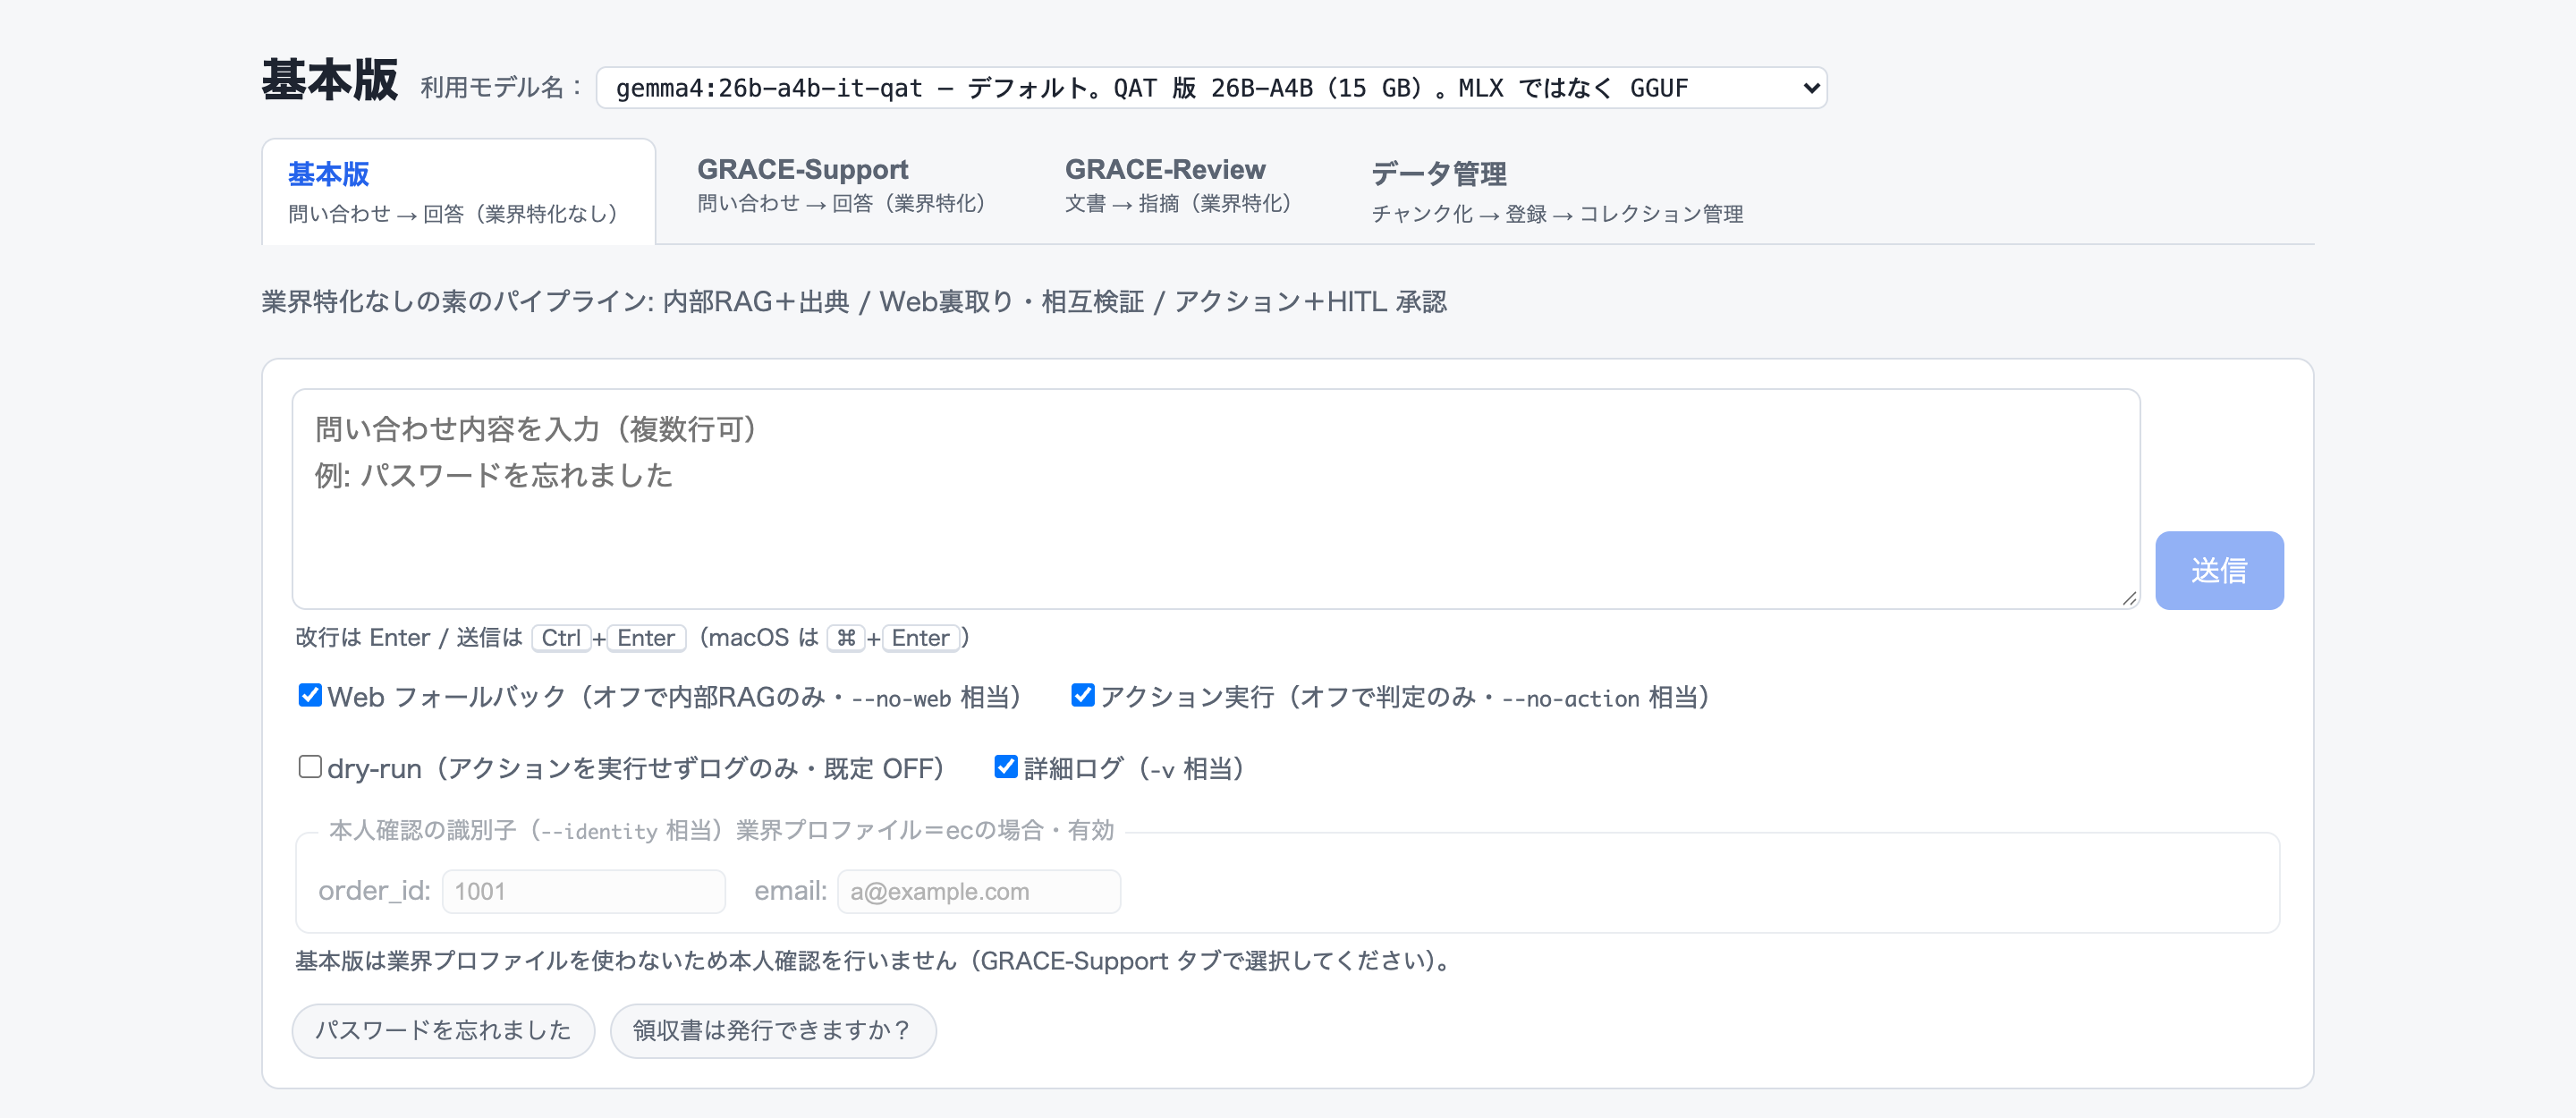 基本版 利用モデル名： gemma4:26b-a4b-it-qat — デフォルト。QAT 版 26B-A4B（15 GB）。MLX ではなく GGUF
基本版 GRACE-Support GRACE-Review データ管理
問い合わせ → 回答（業界特化なし） 問い合わせ → 回答（業界特化） 文書 → 指摘（業界特化） チャンク化 → 登録 → コレクション管理
業界特化なしの素のパイプライン: 内部RAG＋出典 / Web裏取り・相互検証 / アクション＋HITL 承認
問い合わせ内容を入力（複数行可）
例: パスワードを忘れました
送信
改行は Enter / 送信は Ctrl+Enter（macOS は ⌘+Enter）
Web フォールバック（オフで内部RAGのみ・--no-web 相当） アクション実行（オフで判定のみ・--no-action 相当）
dry-run（アクションを実行せずログのみ・既定 OFF） 詳細ログ（-v 相当）
本人確認の識別子（--identity 相当）業界プロファイル＝ecの場合・有効
order_id: 1001 email: a@example.com
基本版は業界プロファイルを使わないため本人確認を行いません（GRACE-Support タブで選択してください）。
パスワードを忘れました 領収書は発行できますか？